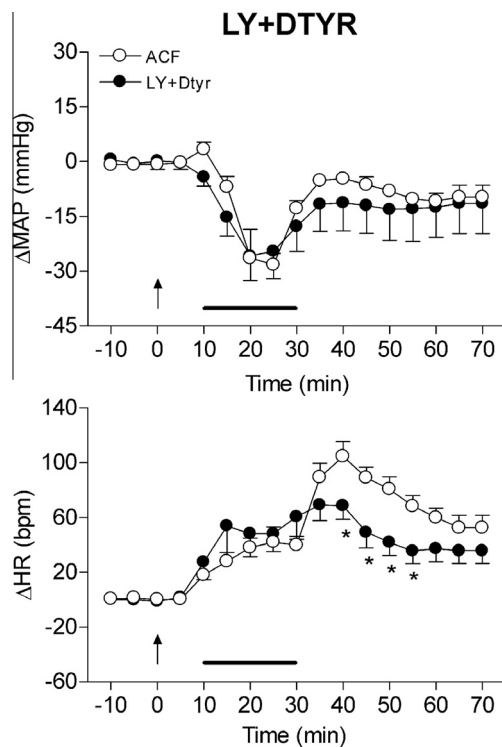 LY+DTYR
ACF
LY+Dtyr
ΔMAP (mmHg)
30
15
0
-15
-30
-45
-10 0 10 20 30 40 50 60 70
Time (min)
ΔHR (bpm)
140
100
60
20
-20
-60
* * * *
-10 0 10 20 30 40 50 60 70
Time (min)